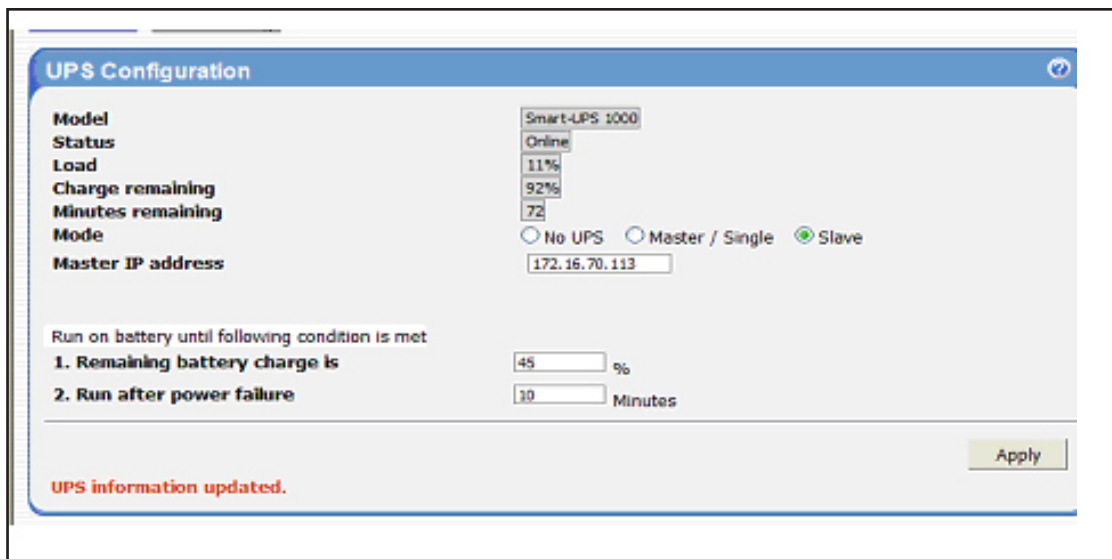 UPS Configuration
Model Smart-UPS 1000
Status Online
Load 11%
Charge remaining 92%
Minutes remaining 72
Mode No UPS Master / Single Slave
Master IP address 172.16.70.113
Run on battery until following condition is met
1. Remaining battery charge is 45 %
2. Run after power failure 10 Minutes
Apply
UPS information updated.